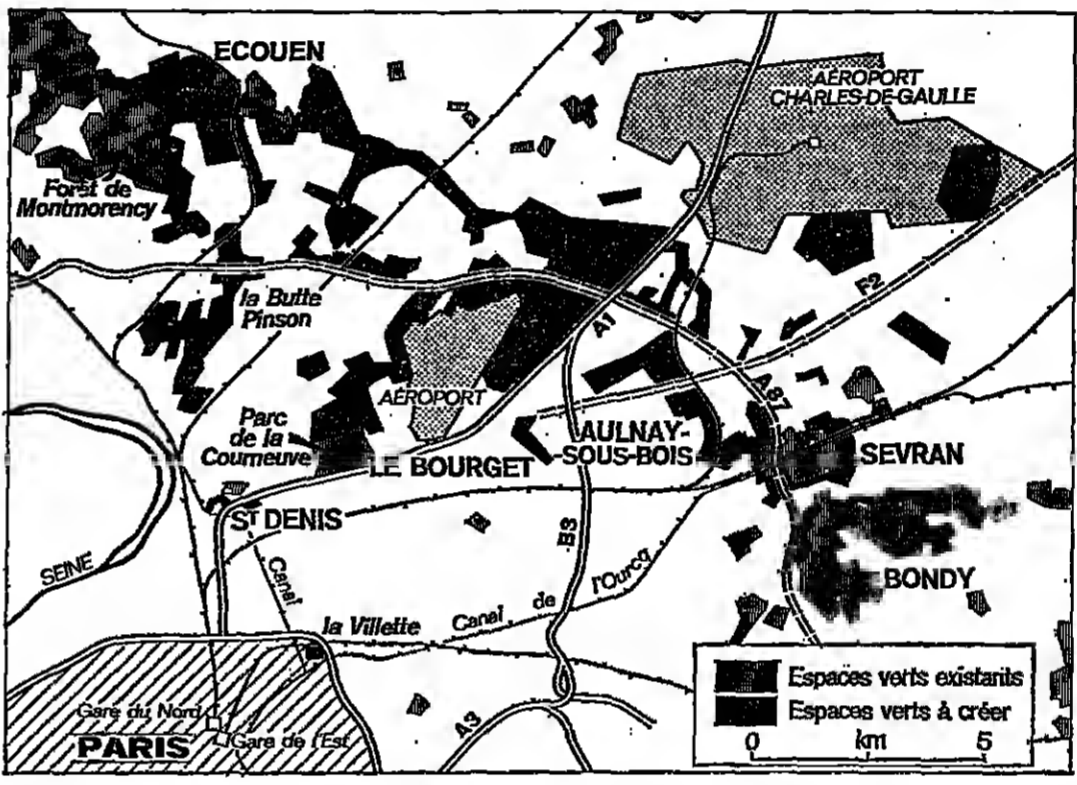 ECOUEN
AÉROPORT
CHARLES-DE-GAULLE
Forêt de
Montmorency
F2
la Butte
Pinson
A1
A87
AÉROPORT
Parc
de la
Courneuve
AULNAY-
-SOUS-BOIS
LE BOURGET
SEVRAN
ST DENIS
B3
SEINE
Canal
l'Ourcq
BONDY
la Villette
Canal de
Espaces verts existants
Espaces verts à créer
Gare du Nord
A3
0 km 5
PARIS
Gare de l'Est